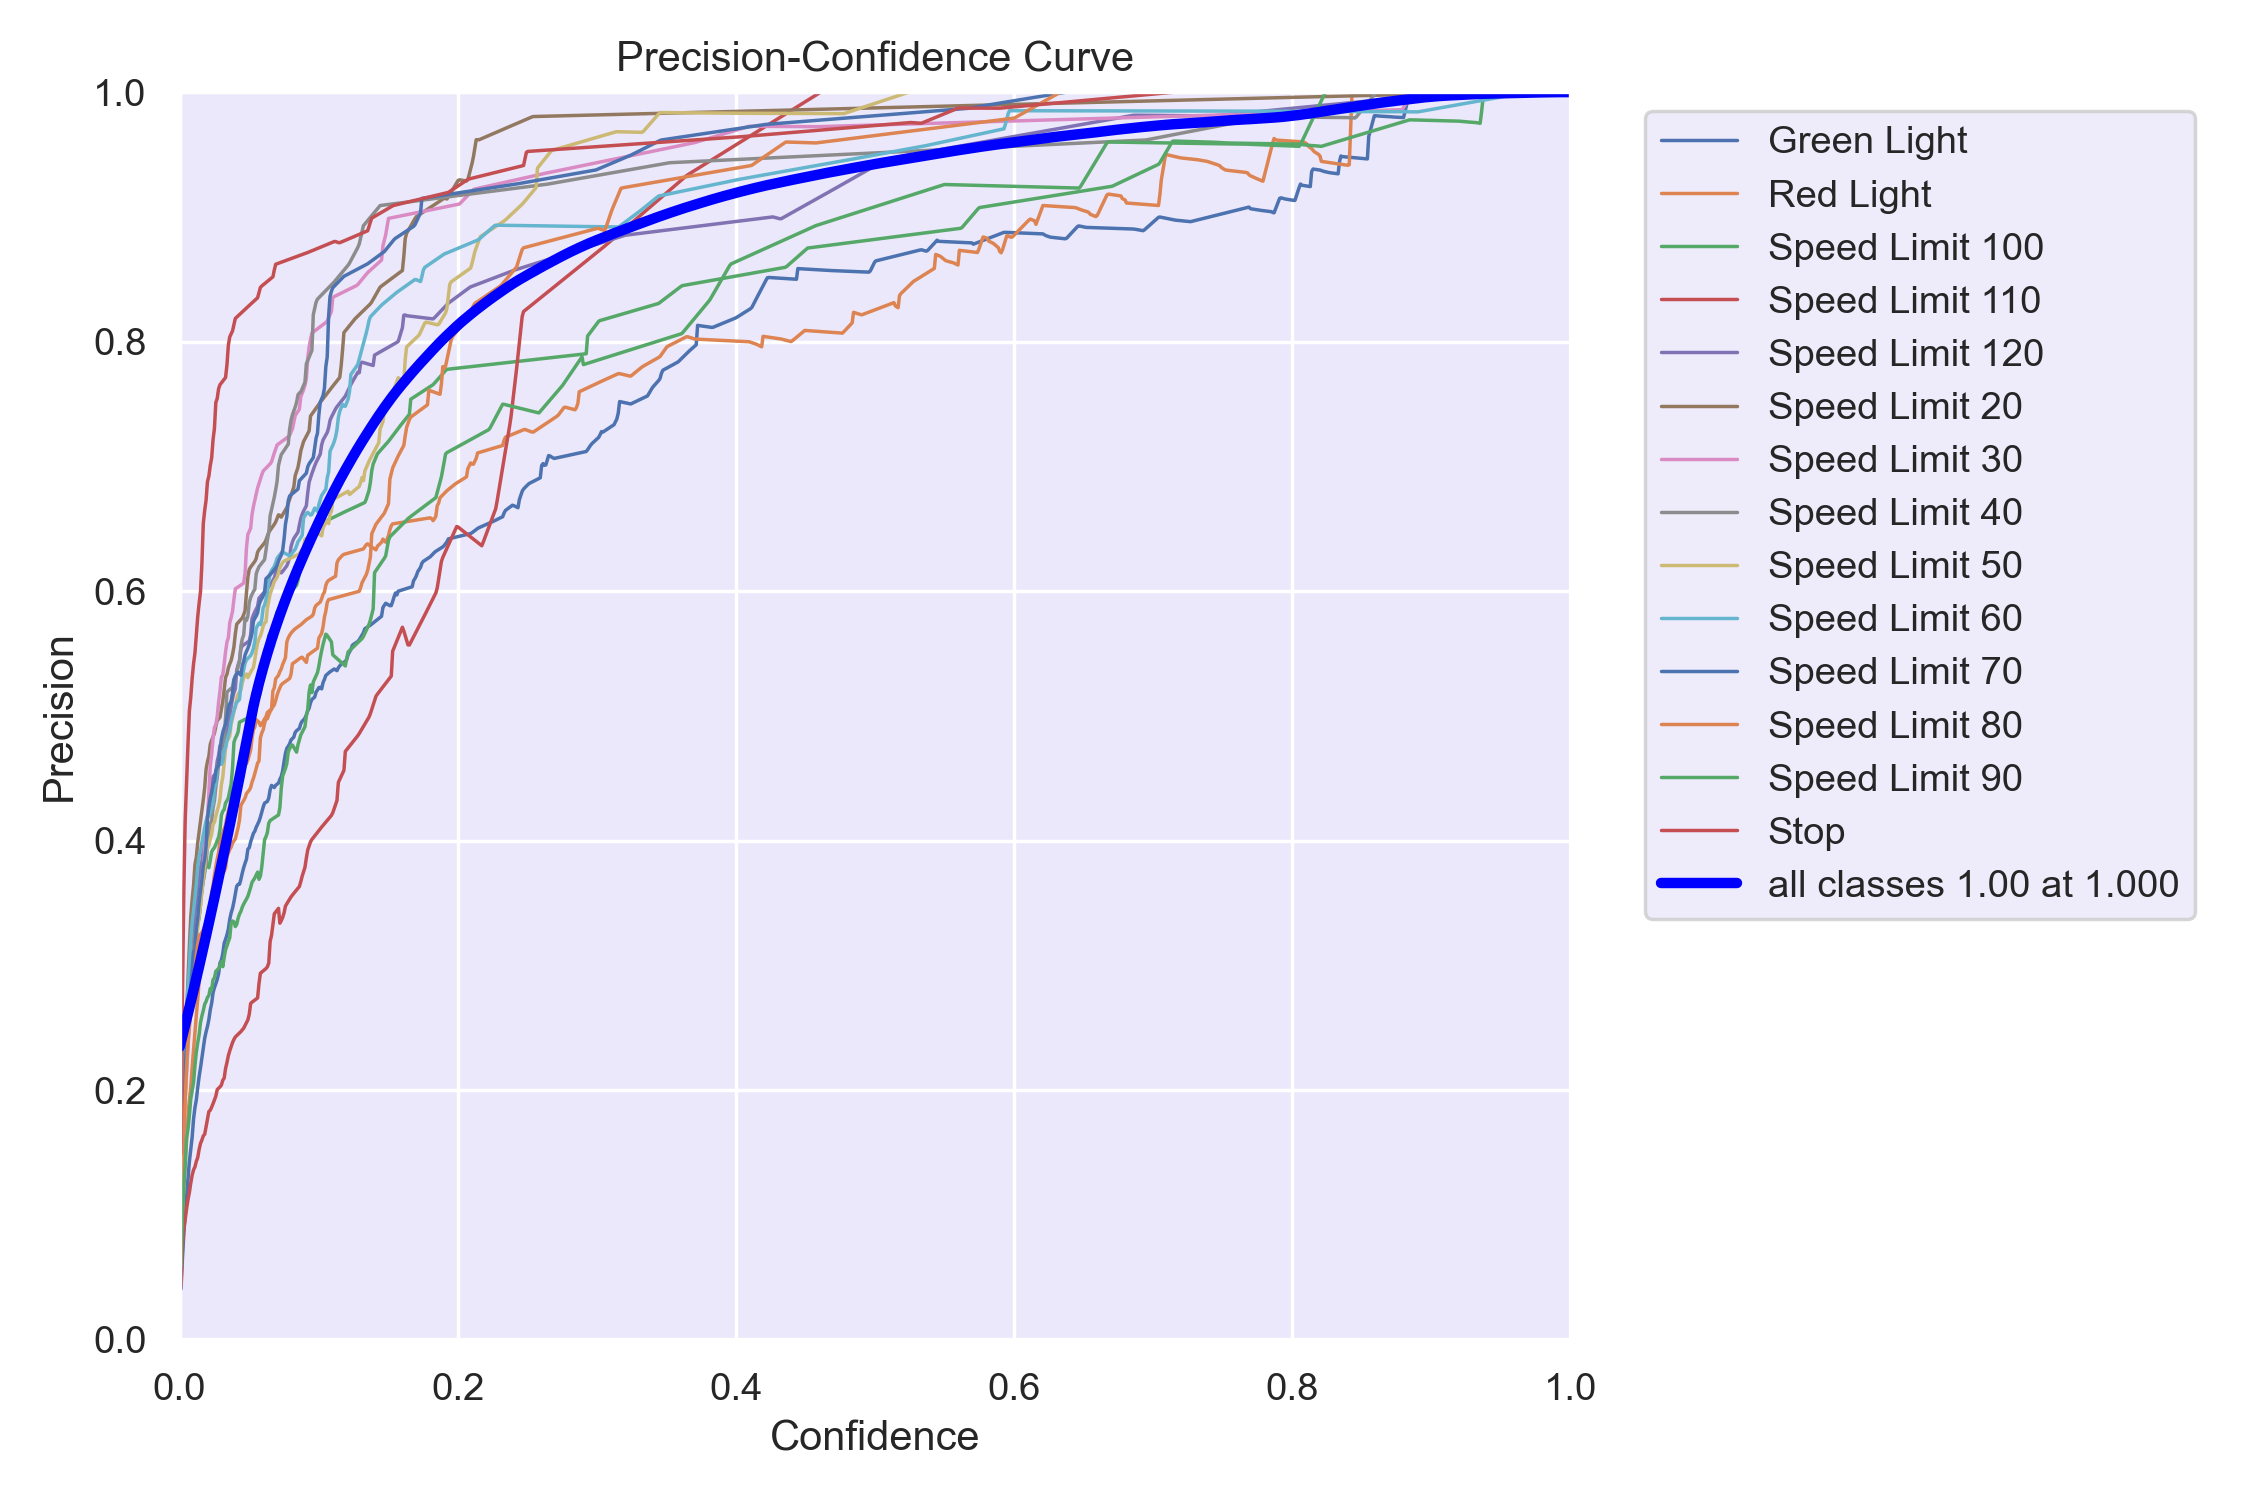 Precision-Confidence Curve
1.0
0.8
0.6
0.4
0.2
0.0
Precision
0.0 0.2 0.4 0.6 0.8 1.0
Confidence
Green Light
Red Light
Speed Limit 100
Speed Limit 110
Speed Limit 120
Speed Limit 20
Speed Limit 30
Speed Limit 40
Speed Limit 50
Speed Limit 60
Speed Limit 70
Speed Limit 80
Speed Limit 90
Stop
all classes 1.00 at 1.000